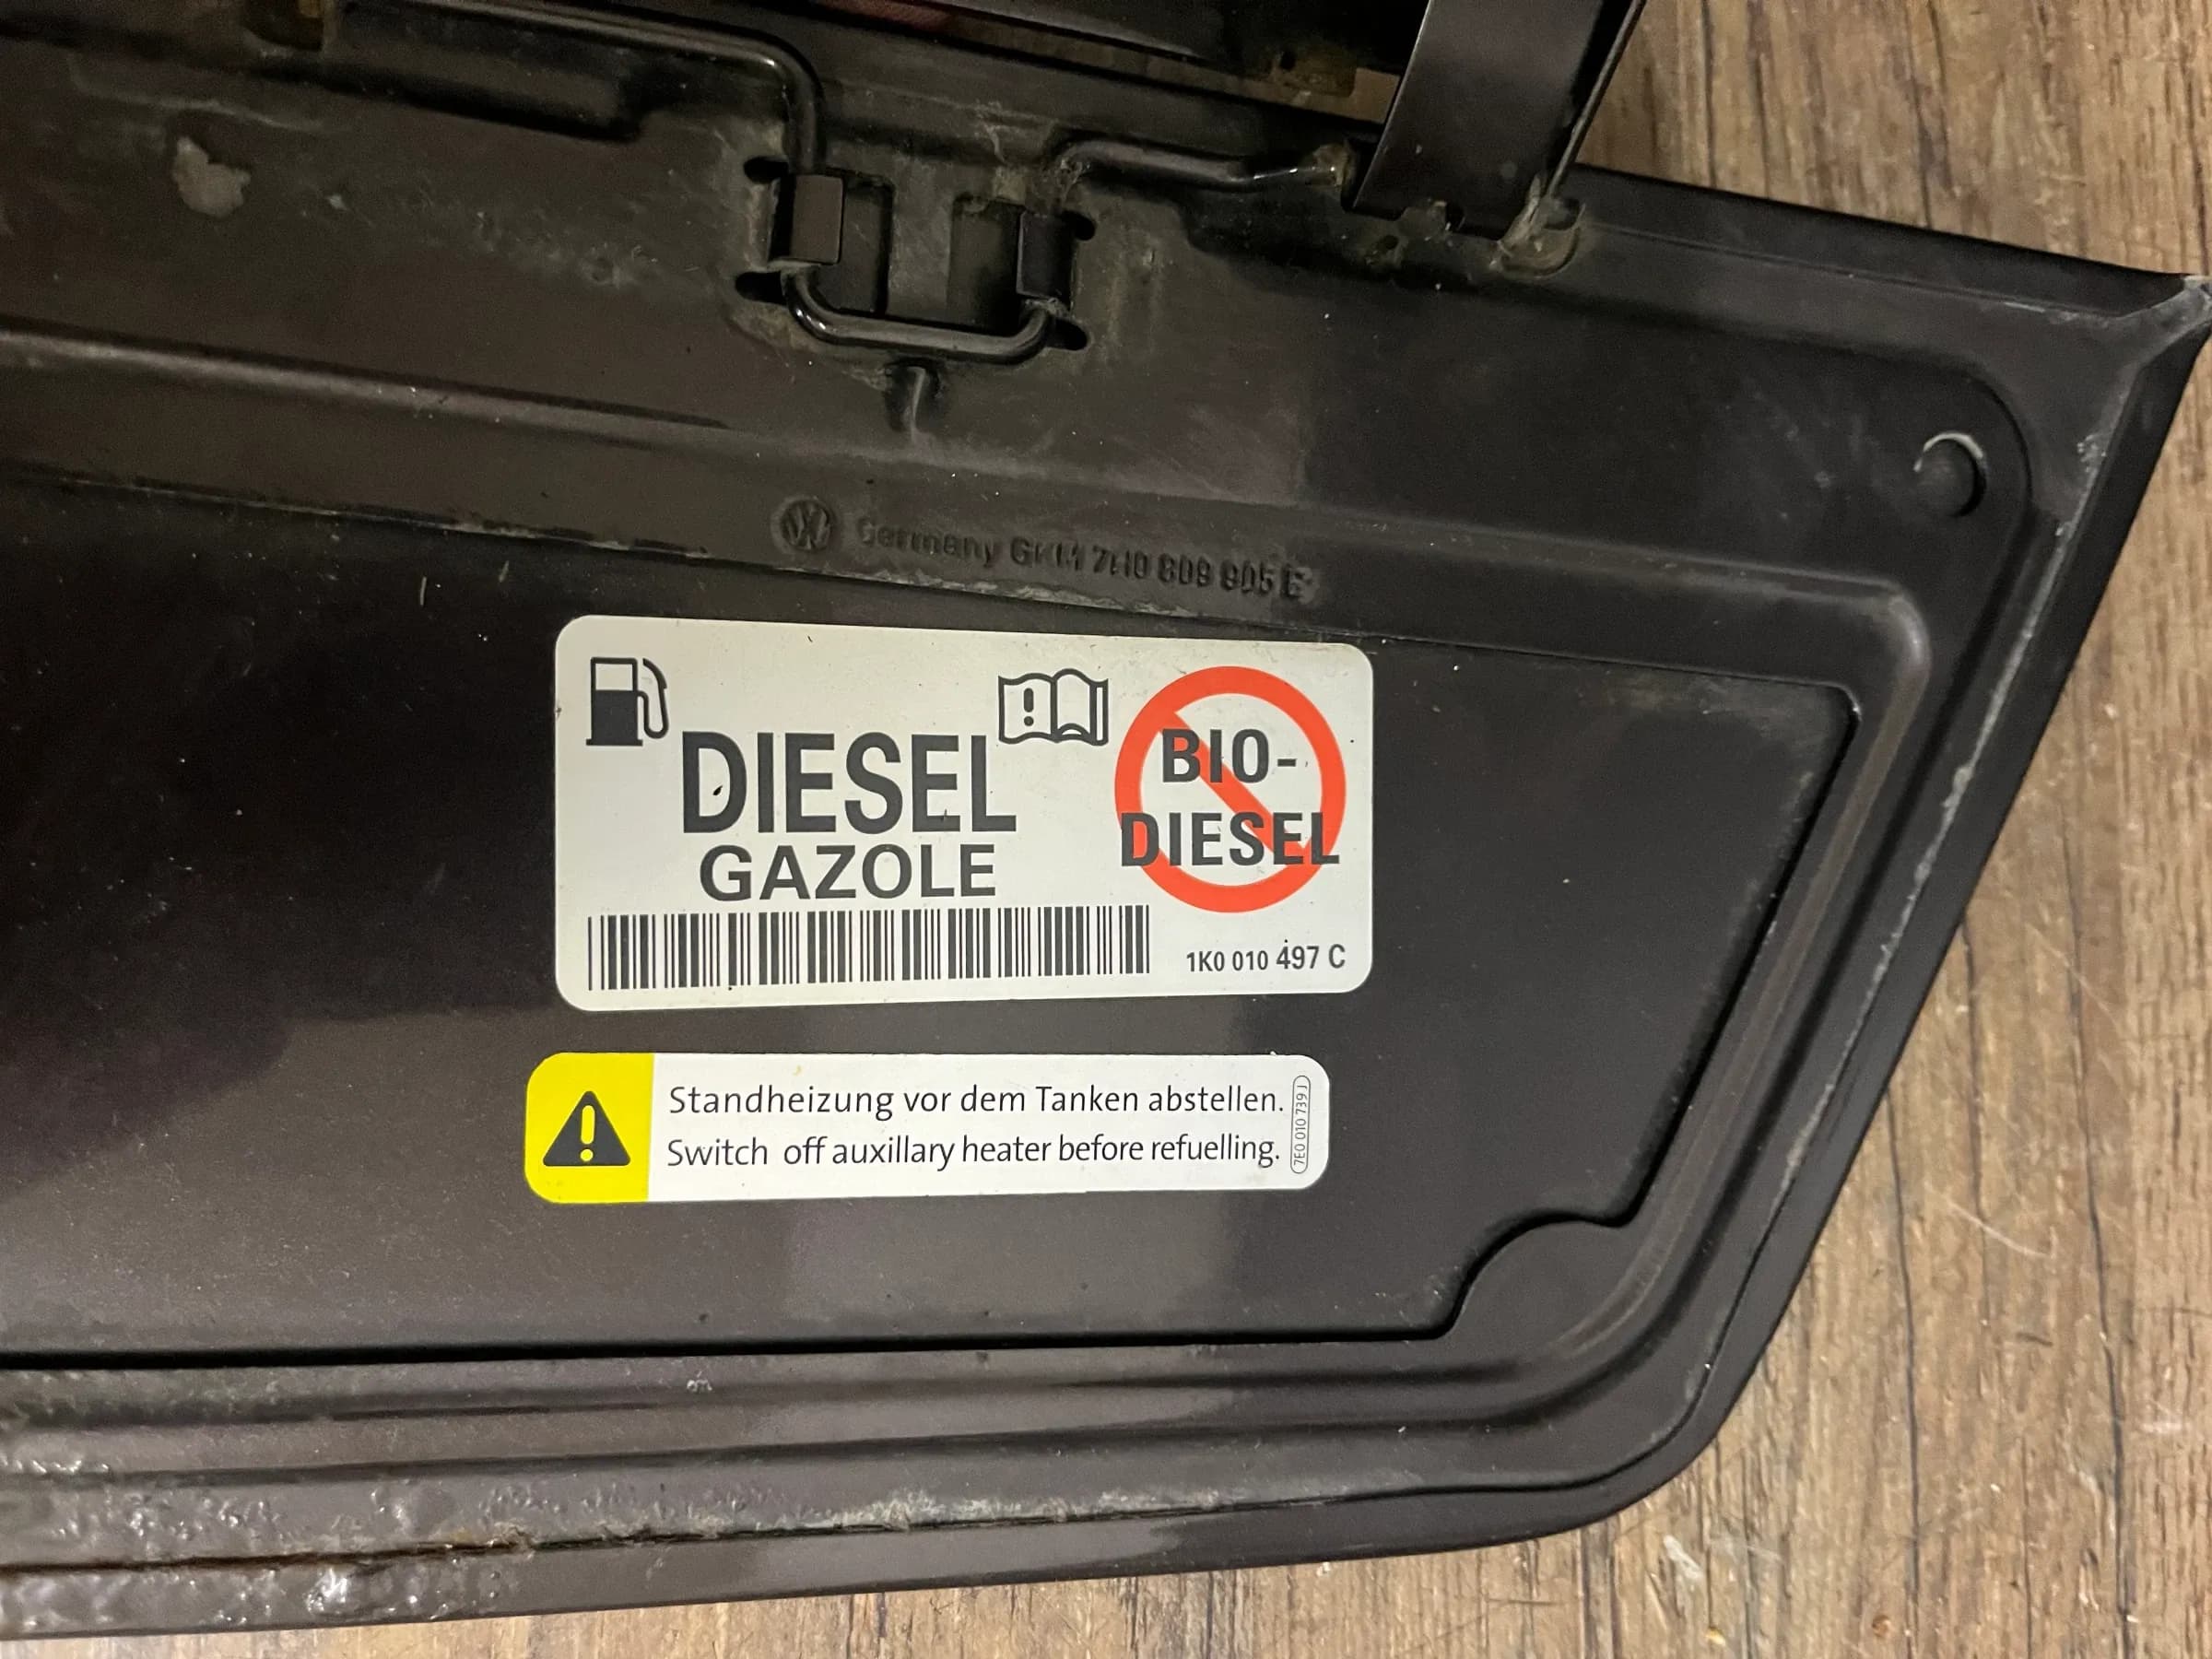 Germany GKM 7H0 809 905 E
DIESEL
GAZOLE
BIO-
DIESEL
1K0 010 497 C
Standheizung vor dem Tanken abstellen.
Switch off auxillary heater before refuelling.
7E0 010 739 J